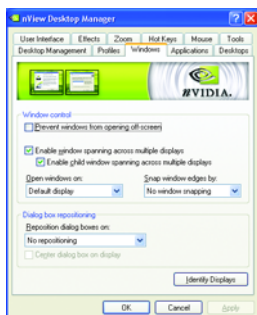 nView Desktop Manager
User Interface Effects Zoom Hot Keys Mouse Tools
Desktop Management Profiles Windows Applications Desktops
NVIDIA.
Window control
Prevent windows from opening off-screen
Enable window spanning across multiple displays
Enable child window spanning across multiple displays
Open windows on: Snap window edges by:
Default display No window snapping
Dialog box repositioning
Reposition dialog boxes on:
No repositioning
Center dialog box on display
Identify Displays
OK Cancel Apply